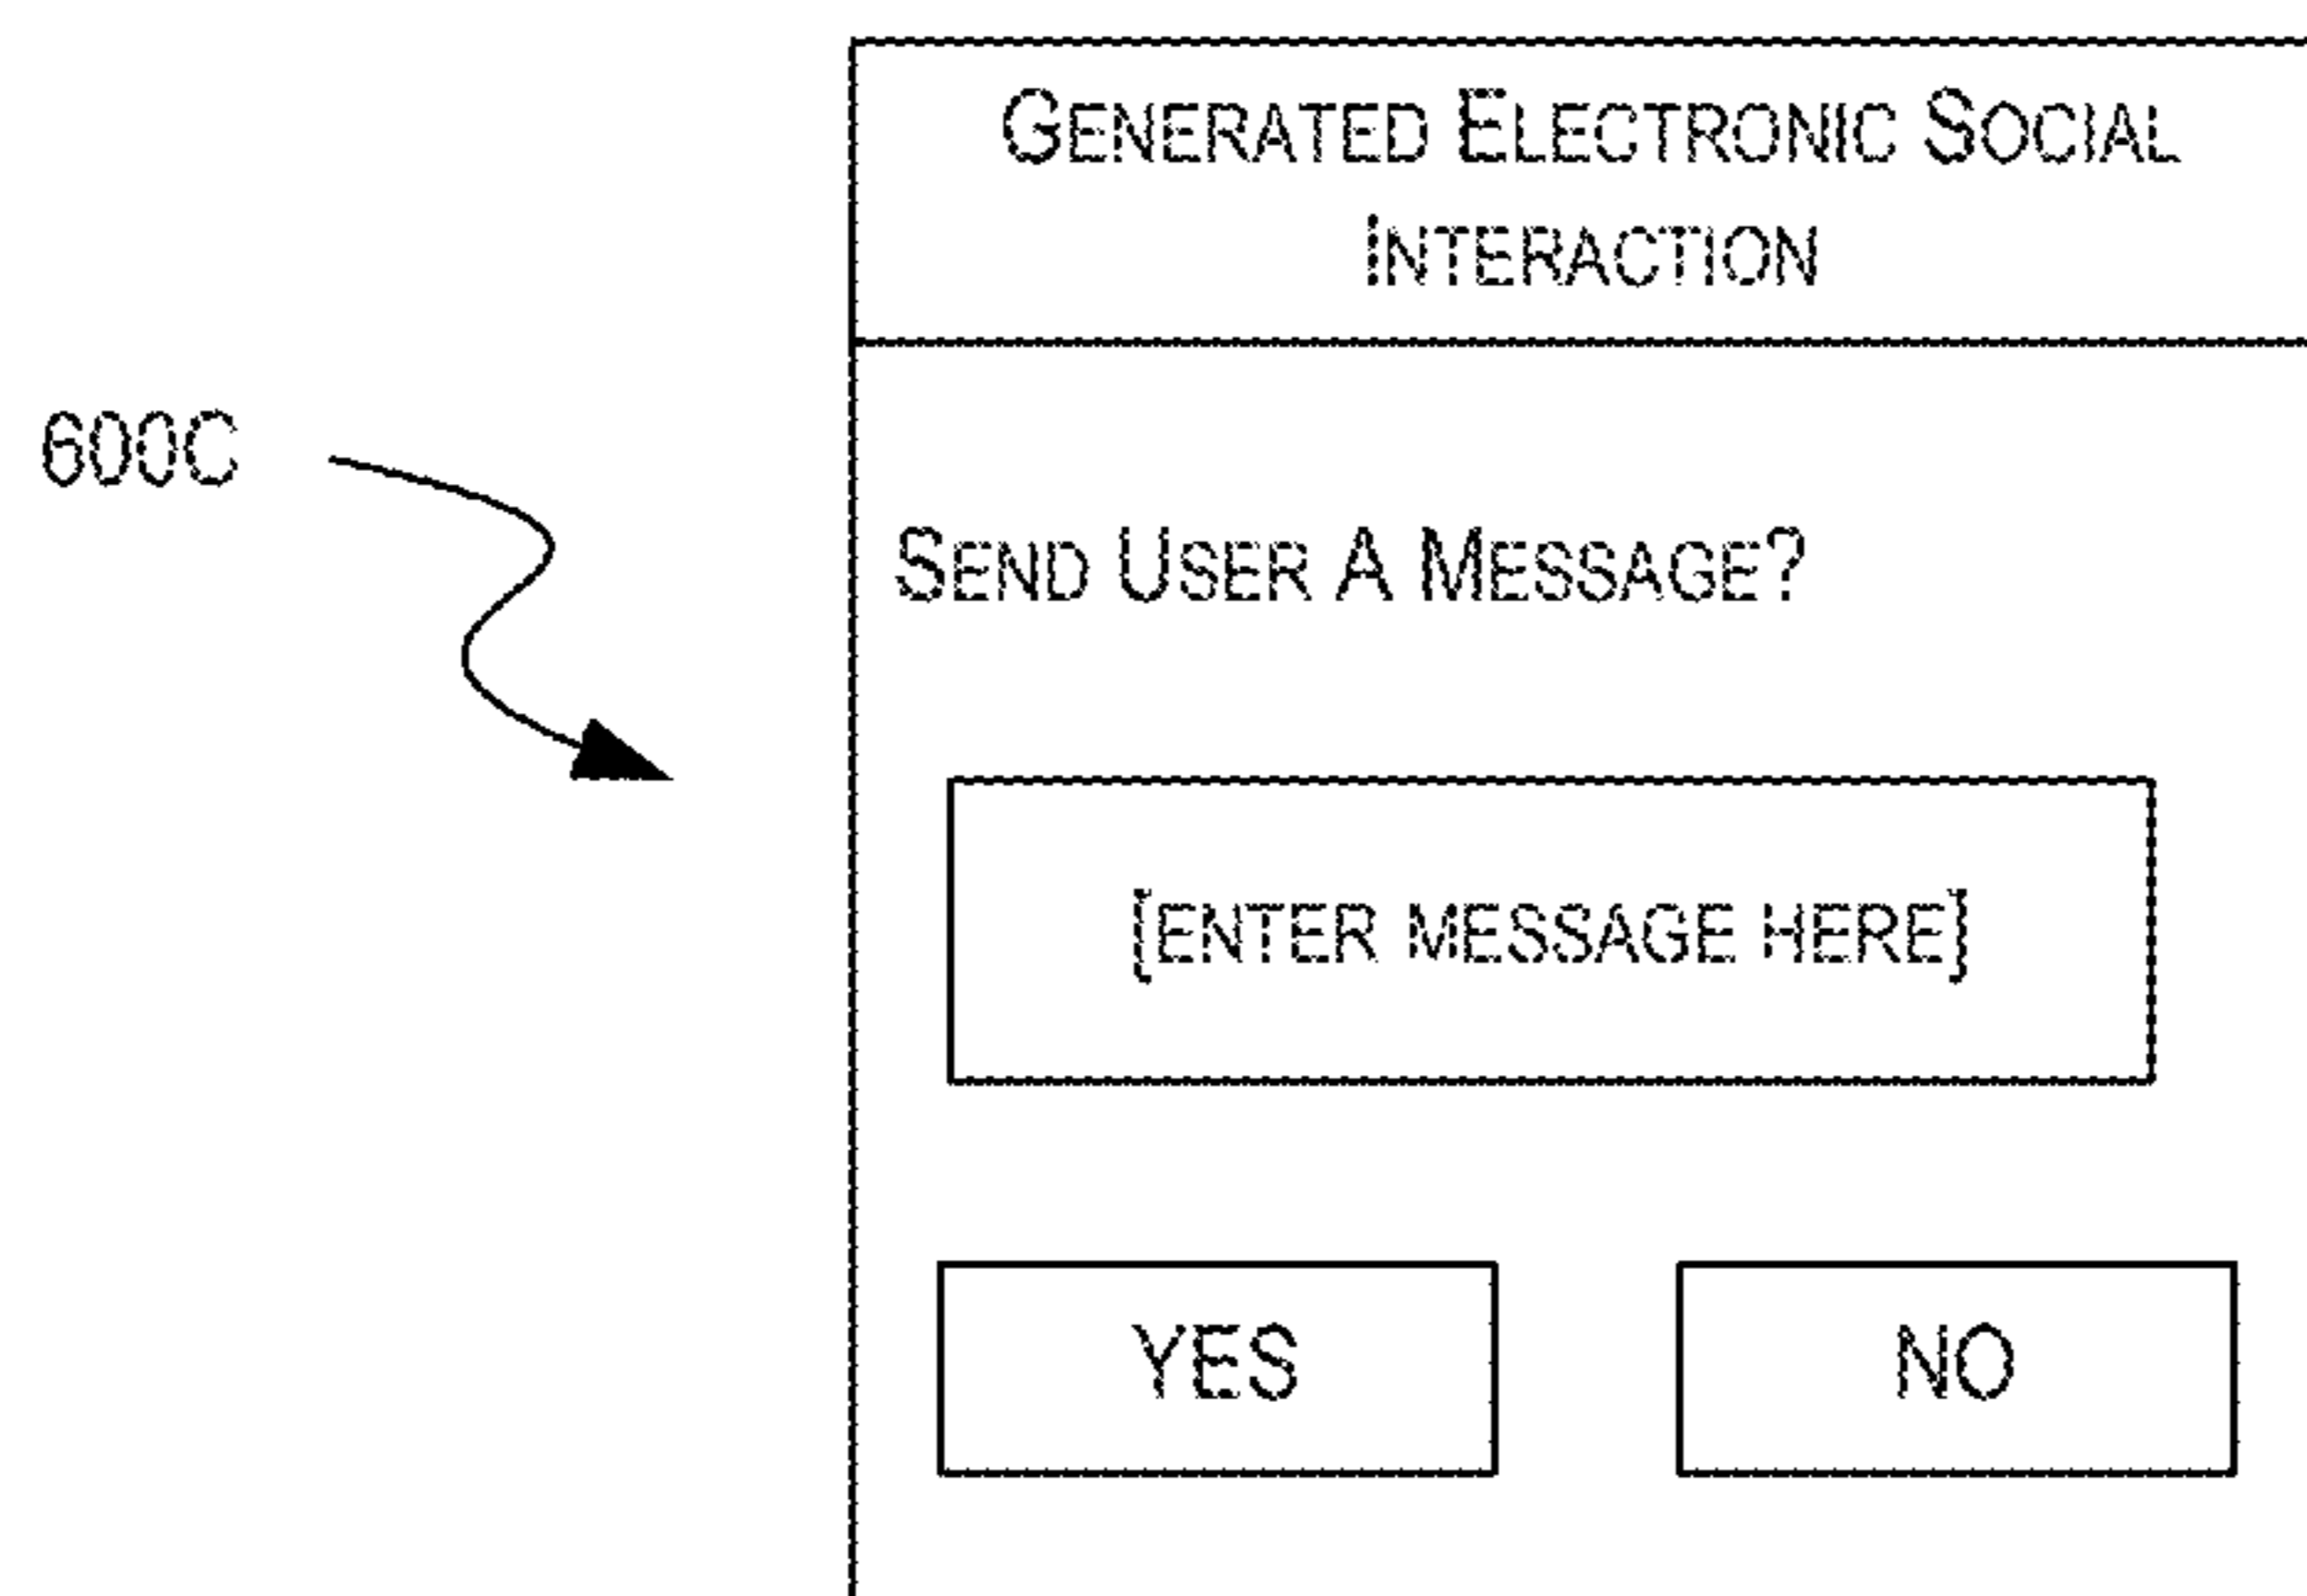 GENERATED ELECTRONIC SOCIAL
INTERACTION
600C
SEND USER A MESSAGE?
[ENTER MESSAGE HERE]
YES
NO